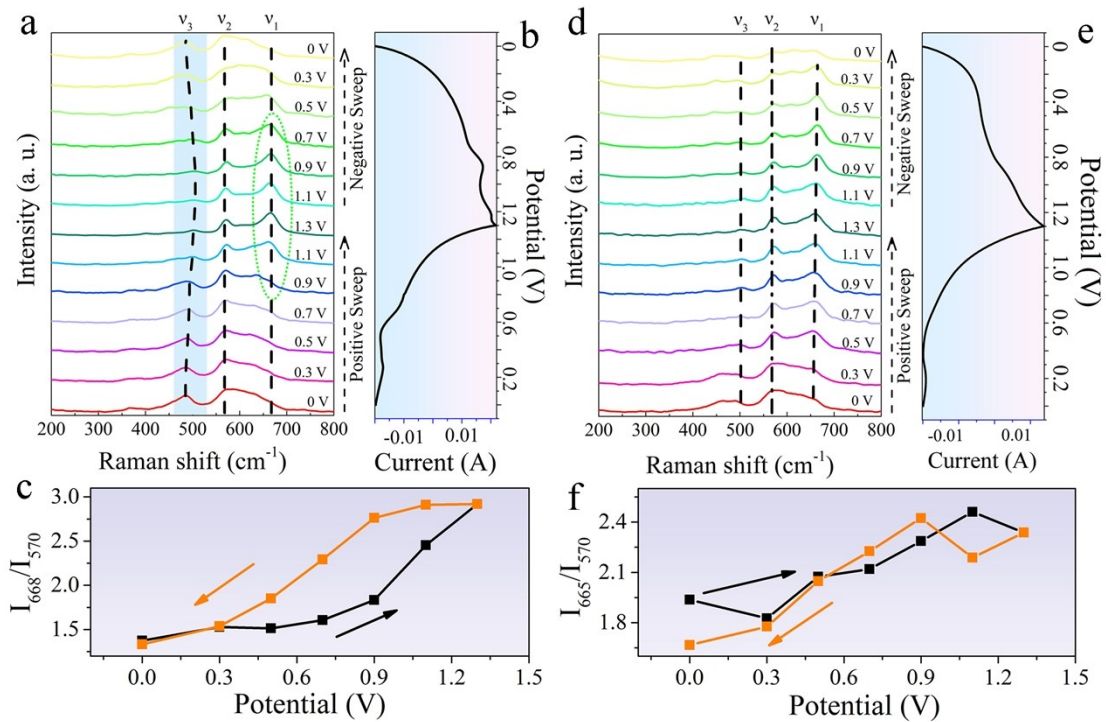 a
ν3 ν2 ν1
Intensity (a. u.)
0 V
0.3 V
0.5 V
0.7 V
0.9 V
1.1 V
1.3 V
1.1 V
0.9 V
0.7 V
0.5 V
0.3 V
0 V
Positive Sweep Negative Sweep
200 300 400 500 600 700 800
Raman shift (cm-1)
b
0
0.4
0.8
1.2
1.0
0.6
0.2
Potential (V)
-0.01 0.01
Current (A)
d
ν3 ν2 ν1
Intensity (a. u.)
0 V
0.3 V
0.5 V
0.7 V
0.9 V
1.1 V
1.3 V
1.1 V
0.9 V
0.7 V
0.5 V
0.3 V
0 V
Positive Sweep Negative Sweep
200 300 400 500 600 700 800
Raman shift (cm-1)
e
0
0.4
0.8
1.2
1.0
0.6
0.2
Potential (V)
-0.01 0.01
Current (A)
c
I668/I570
3.0
2.5
2.0
1.5
0.0 0.3 0.6 0.9 1.2 1.5
Potential (V)
f
I665/I570
2.4
2.1
1.8
0.0 0.3 0.6 0.9 1.2 1.5
Potential (V)